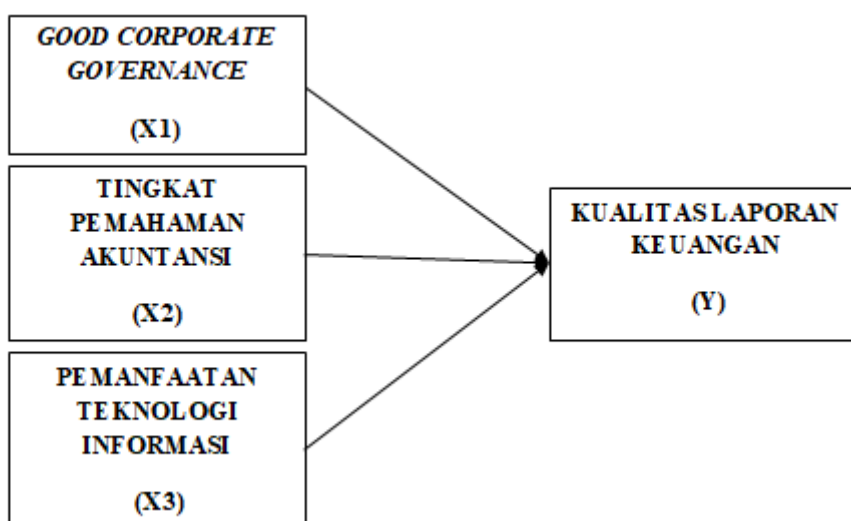 GOOD CORPORATE
GOVERNANCE
(X1)
TINGKAT
PEMAHAMAN
AKUNTANSI
(X2)
PEMANFAATAN
TEKNOLOGI
INFORMASI
(X3)
KUALITAS LAPORAN
KEUANGAN
(Y)